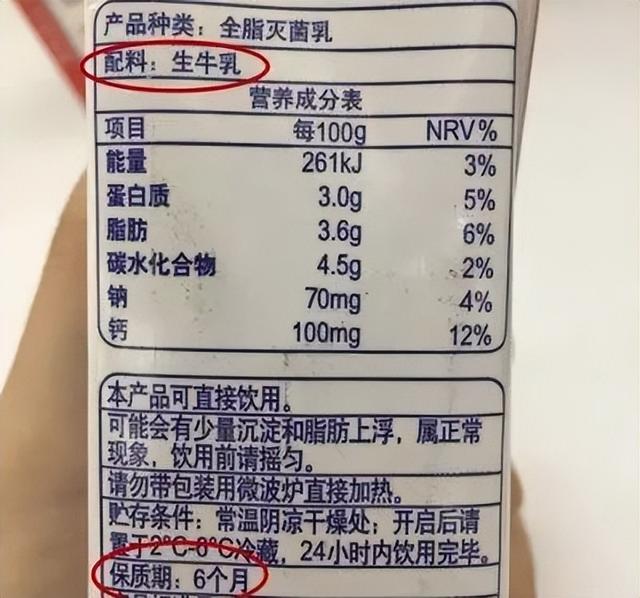 产品种类：全脂灭菌乳
配料：生牛乳
营养成分表
项目 每100g NRV%
能量 261kJ 3%
蛋白质 3.0g 5%
脂肪 3.6g 6%
碳水化合物 4.5g 2%
钠 70mg 4%
钙 100mg 12%
本产品可直接饮用。
可能会有少量沉淀和脂肪上浮，属正常
现象，饮用前请摇匀。
请勿带包装用微波炉直接加热。
贮存条件：常温阴凉干燥处；开启后请
置于2℃-6℃冷藏，24小时内饮用完毕。
保质期：6个月